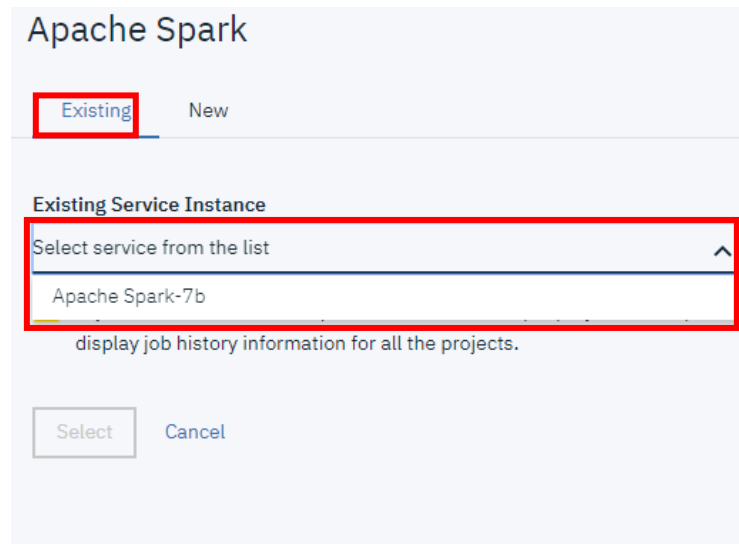 Apache Spark
Existing New
Existing Service Instance
Select service from the list
Apache Spark-7b
display job history information for all the projects.
Select Cancel